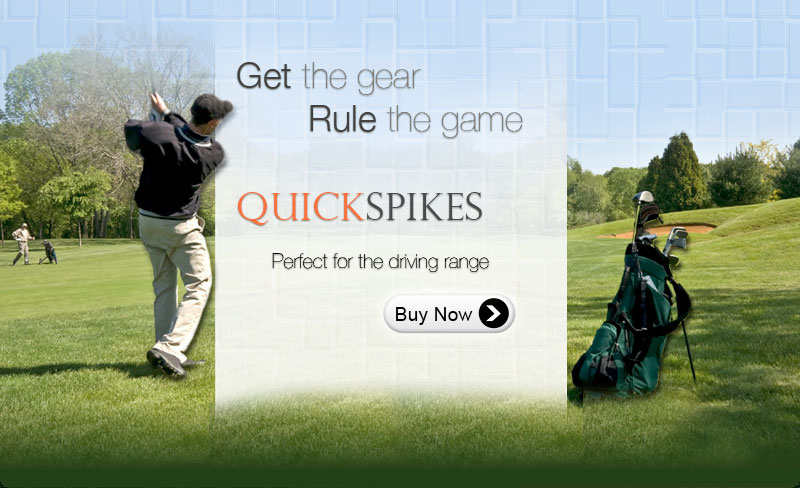 Get the gear
Rule the game
QUICKSPIKES
Perfect for the driving range
Buy Now